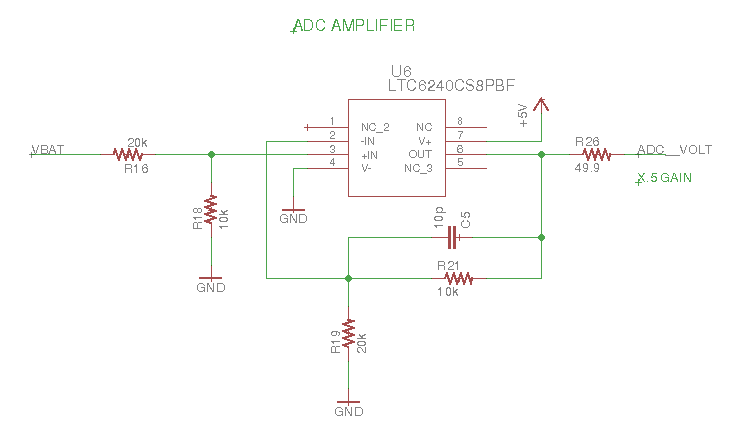 ADC AMPLIFIER
U6
LTC6240CS8PBF
1 NC_2 NC 8
2 -IN V+ 7
3 +IN OUT 6
4 V- NC_3 5
+5V
VBAT
20k
R16
R18
10k
GND
GND
R26
49.9
ADC__VOLT
X.5 GAIN
10p
C5
R21
10k
R19
20k
GND